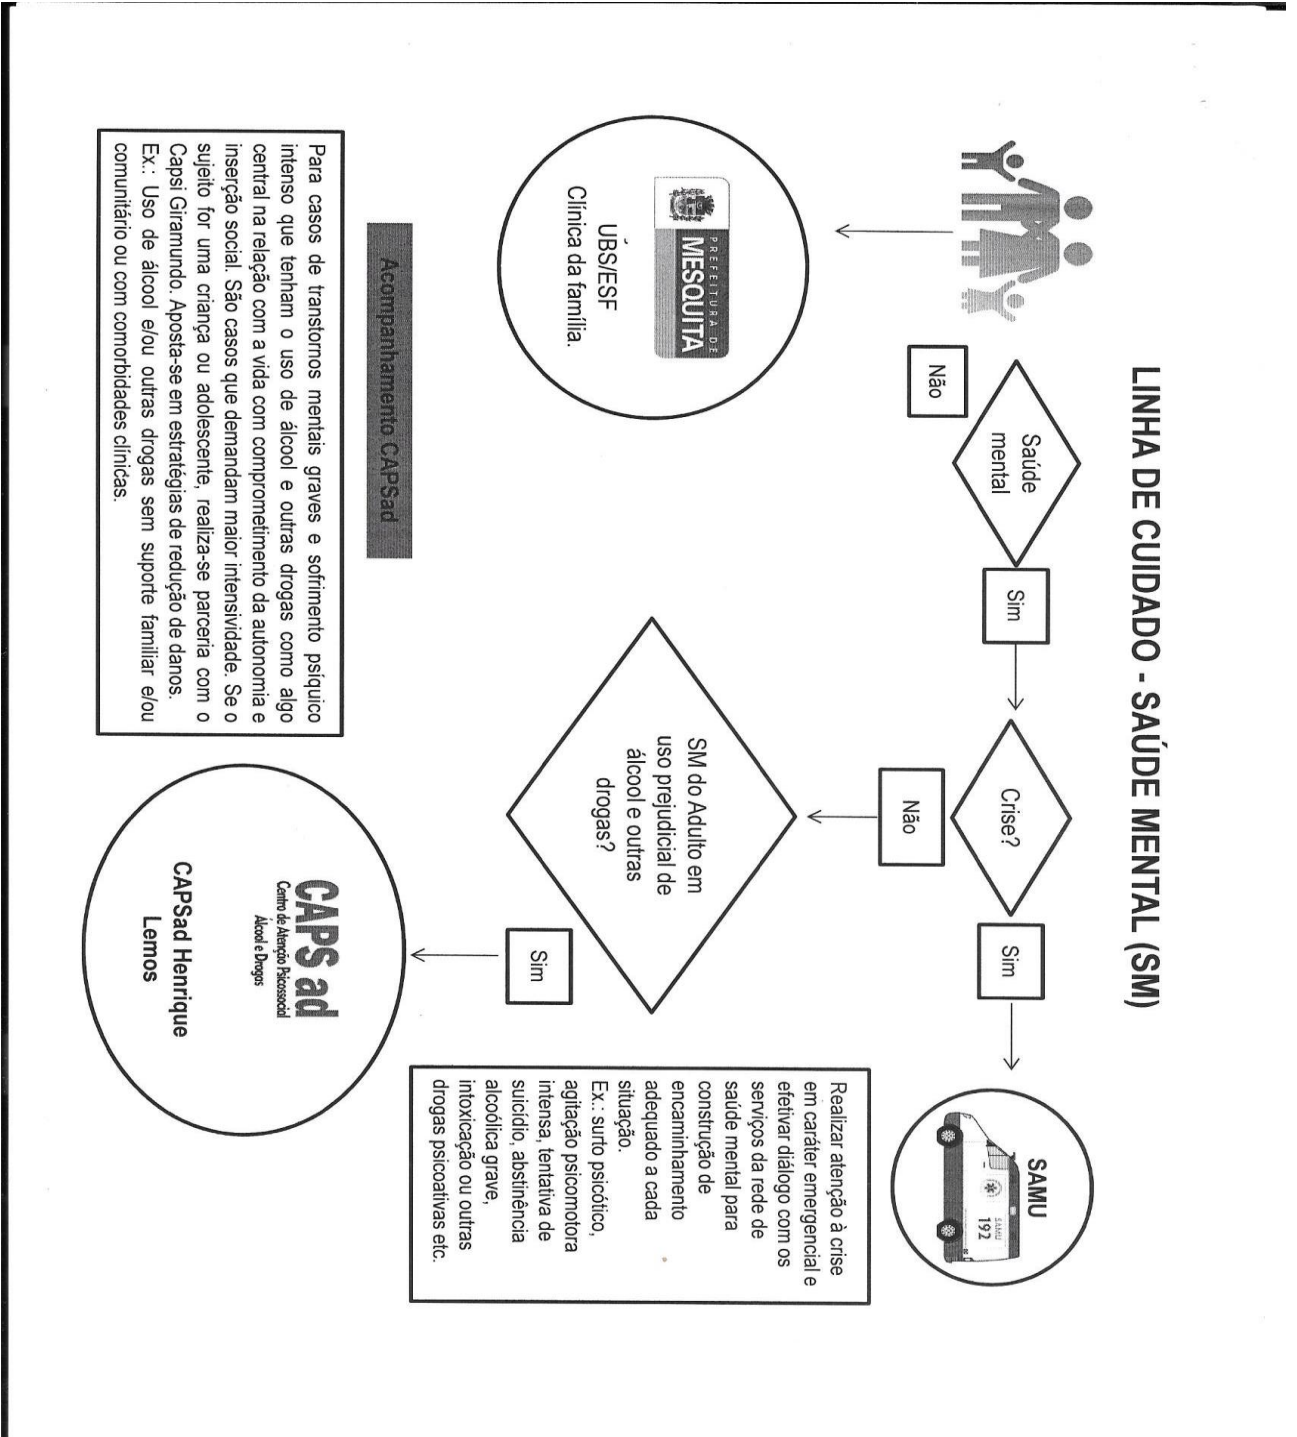 LINHA DE CUIDADO - SAÚDE MENTAL (SM)
Saúde
mental
Não
Sim
Crise?
Sim
Não
SAMU
SAMU
192
PREFEITURA DE
MESQUITA
UBS/ESF
Clínica da família.
SM do Adulto em
uso prejudicial de
álcool e outras
drogas?
Sim
Realizar atenção à crise
em caráter emergencial e
efetivar diálogo com os
serviços da rede de
saúde mental para
construção de
encaminhamento
adequado a cada
situação.
Ex.: surto psicótico,
agitação psicomotora
intensa, tentativa de
suicídio, abstinência
alcoólica grave,
intoxicação ou outras
drogas psicoativas etc.
Acompanhamento CAPSad
Para casos de transtornos mentais graves e sofrimento psíquico
intenso que tenham o uso de álcool e outras drogas como algo
central na relação com a vida com comprometimento da autonomia e
inserção social. São casos que demandam maior intensividade. Se o
sujeito for uma criança ou adolescente, realiza-se parceria com o
Capsi Giramundo. Aposta-se em estratégias de redução de danos.
Ex.: Uso de álcool e/ou outras drogas sem suporte familiar e/ou
comunitário ou com comorbidades clínicas.
CAPS ad
Centro de Atenção Psicossocial
Álcool e Drogas
CAPSad Henrique
Lemos